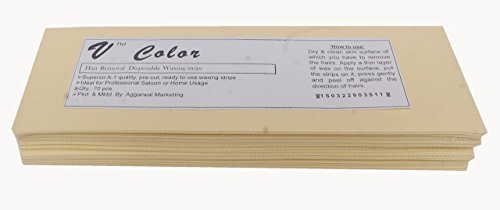 V™ Color
Hair Removal Disposable Waxing strips
➤Superior A-1 quality, pre-cut, ready to use waxing strips
➤Ideal for Professional Saloon or Home Usage
Qty. 70 pcs.
Pkd. & Mktd. By: Aggarwal Marketing
'How to use'
Dry & clean skin surface of
which you have to remove
the hairs. Apply a thin layer
of wax on the surface, put
the strips on it, press gently
and peel off against the
direction of hairs.